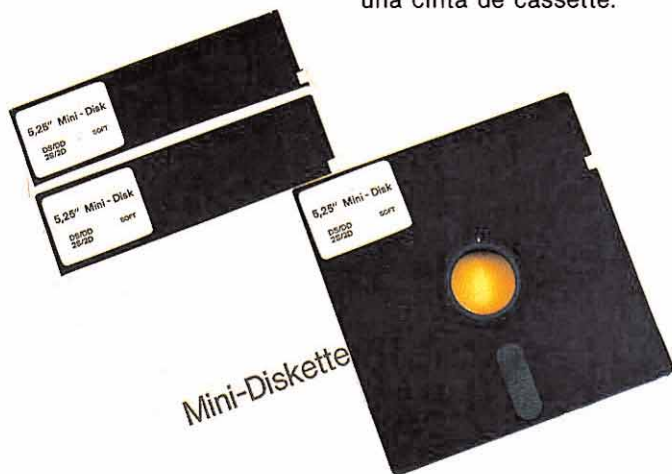 una cinta de cassette.
5,25" Mini-Disk
DS/DD SOFT
2S/2D
5,25" Mini-Disk
DS/DD SOFT
2S/2D
5,25" Mini-Disk
DS/DD SOFT
2S/2D
Mini-Diskette